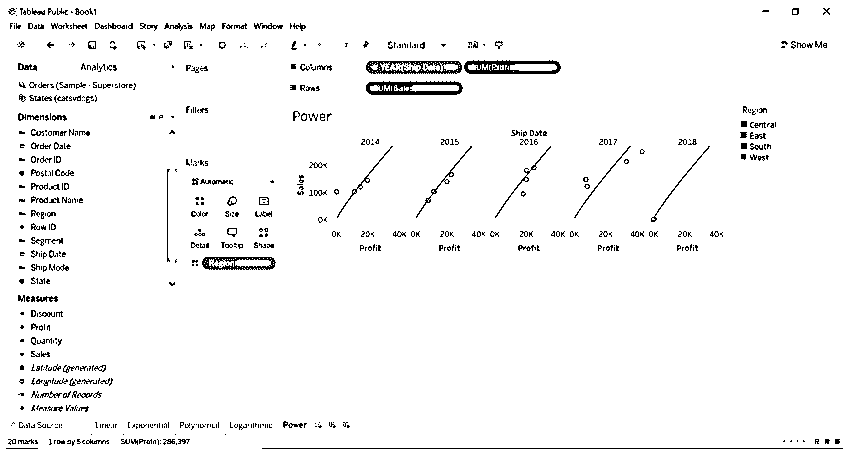 Tableau Public - Book1
File Data Worksheet Dashboard Story Analysis Map Format Window Help
Standard
Show Me
Data Analytics
Pages
Columns YEAR(Ship Date) SUM(Profit)
Orders (Sample - Superstore)
States (catsvdogs)
Rows SUM(Sales)
Dimensions
Filters
Power
Region
Customer Name
Central
Order Date
Ship Date
East
Order ID
2014 2015 2016 2017 2018
South
Postal Code
Marks
West
Product ID
200K
Automatic
Product Name
Sales
100K
Region
Color Size Label
Row ID
0K
Segment
0K 20K 40K 0K 20K 40K 0K 20K 40K 0K 20K 40K 0K 20K 40K
Detail Tooltip Shape
Profit Profit Profit Profit Profit
Ship Date
Region
Ship Mode
State
Measures
Discount
Profit
Quantity
Sales
Latitude (generated)
Longitude (generated)
Number of Records
Measure Values
Data Source Linear Exponential Polynomial Logarithmic Power
20 marks 1 row by 5 columns SUM(Profit): 286,397